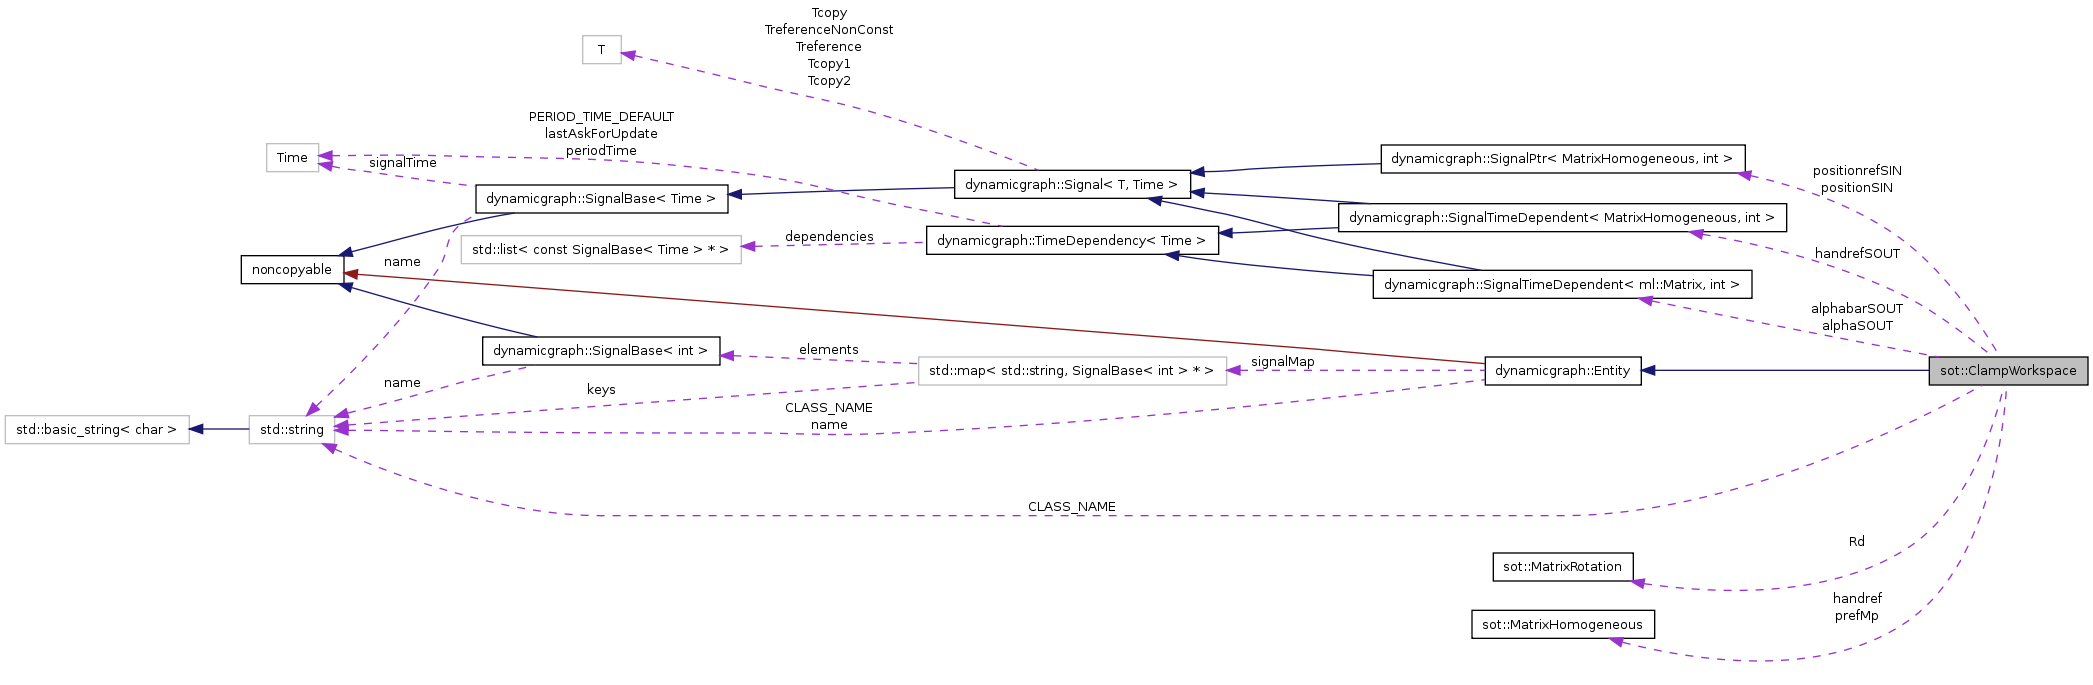 Tcopy
TreferenceNonConst
Treference
Tcopy1
Tcopy2
T
PERIOD_TIME_DEFAULT
lastAskForUpdate
periodTime
Time
signalTime
dynamicgraph::SignalPtr< MatrixHomogeneous, int >
positionrefSIN
positionSIN
dynamicgraph::Signal< T, Time >
dynamicgraph::SignalBase< Time >
dynamicgraph::SignalTimeDependent< MatrixHomogeneous, int >
dependencies
dynamicgraph::TimeDependency< Time >
std::list< const SignalBase< Time > * >
handrefSOUT
name
noncopyable
dynamicgraph::SignalTimeDependent< ml::Matrix, int >
alphabarSOUT
alphaSOUT
dynamicgraph::SignalBase< int >
elements
signalMap
std::map< std::string, SignalBase< int > * >
dynamicgraph::Entity
sot::ClampWorkspace
name
keys
CLASS_NAME
name
std::basic_string< char >
std::string
CLASS_NAME
Rd
sot::MatrixRotation
handref
prefMp
sot::MatrixHomogeneous